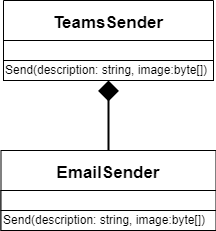 TeamsSender
Send(description: string, image:byte[])
EmailSender
Send(description: string, image:byte[])